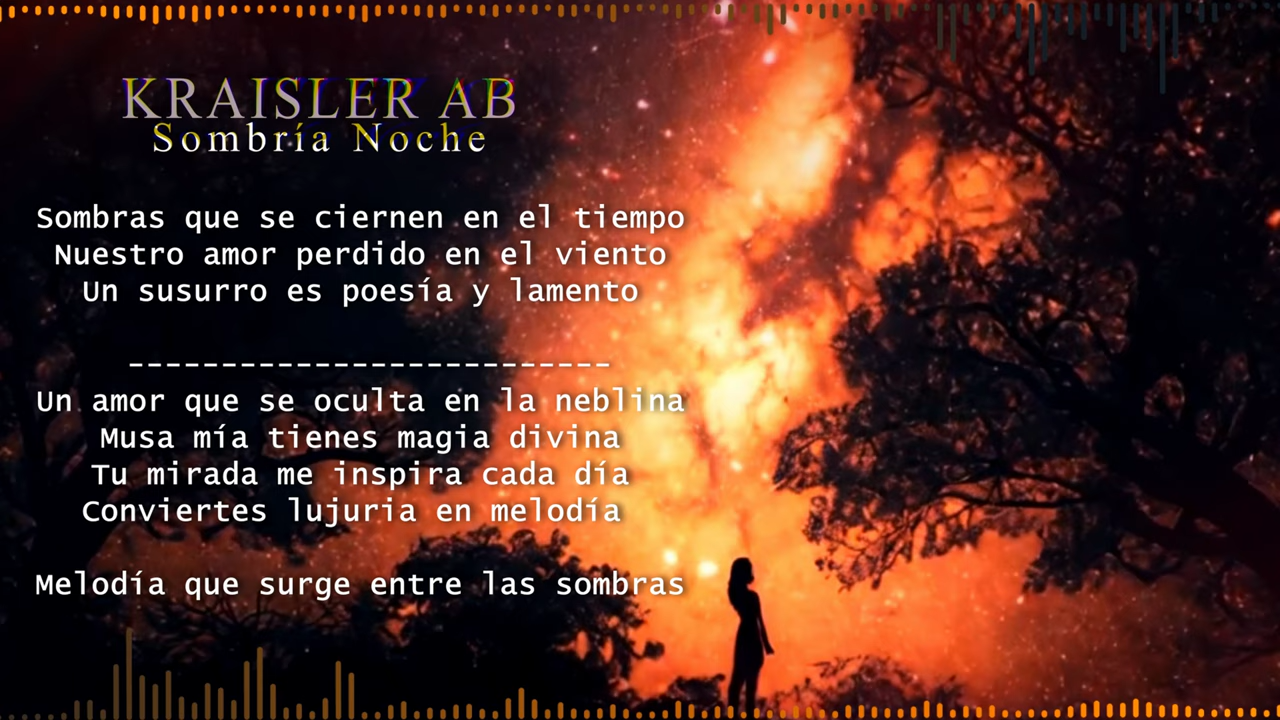 KRAISLER AB
Sombría Noche
Sombras que se ciernen en el tiempo
Nuestro amor perdido en el viento
Un susurro es poesía y lamento
--------------------------
Un amor que se oculta en la neblina
Musa mía tienes magia divina
Tu mirada me inspira cada día
Conviertes lujuria en melodía
Melodía que surge entre las sombras